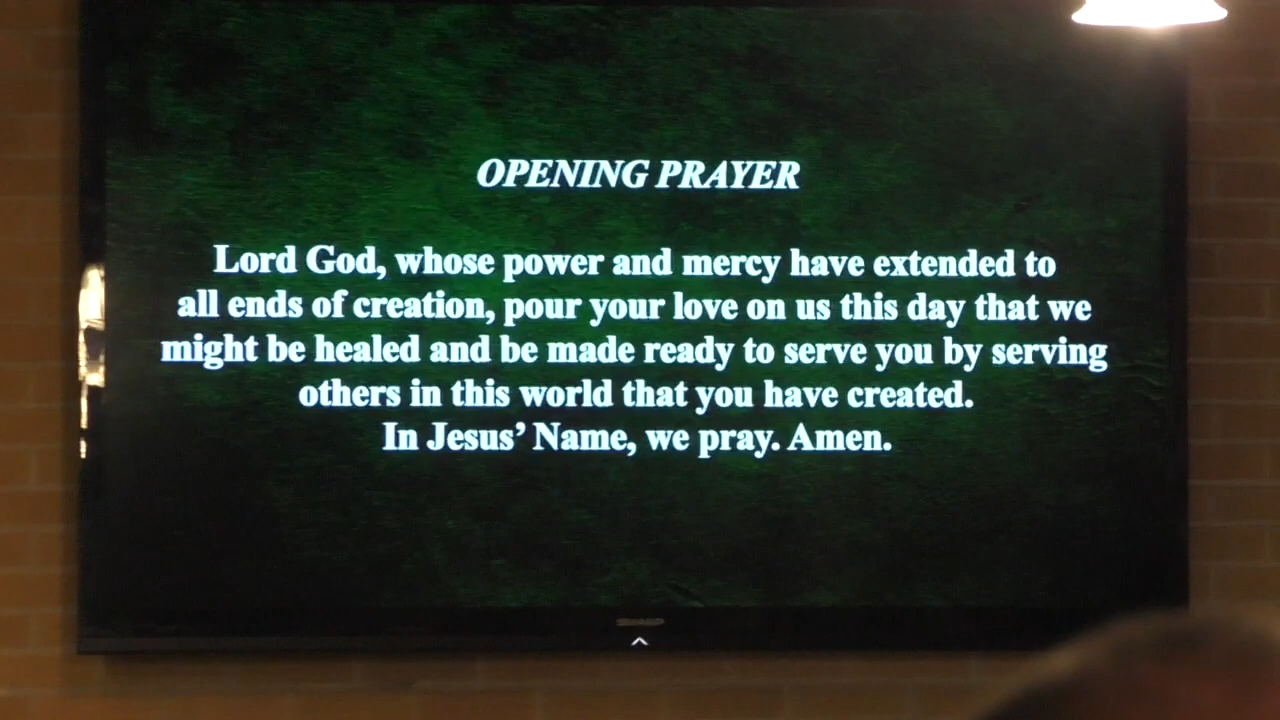 OPENING PRAYER
Lord God, whose power and mercy have extended to
all ends of creation, pour your love on us this day that we
might be healed and be made ready to serve you by serving
others in this world that you have created.
In Jesus’ Name, we pray. Amen.